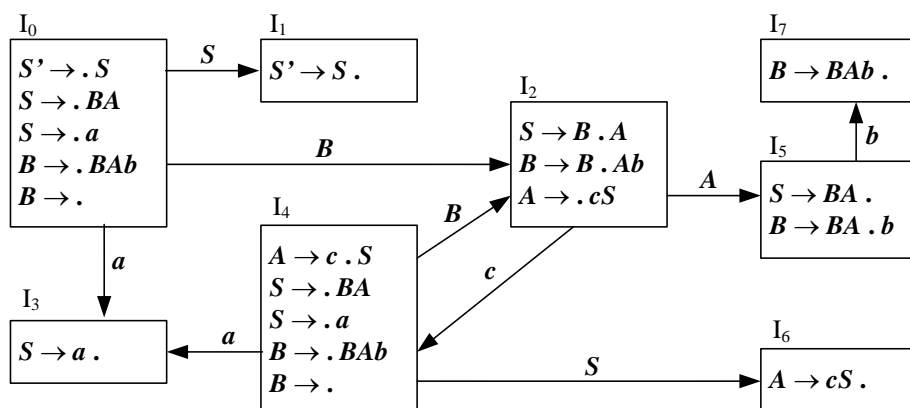 I0
S' → . S
S → . BA
S → . a
B → . BAb
B → .
S
I1
S' → S .
I7
B → BAb .
B
I2
S → B . A
B → B . Ab
A → . cS
A
b
I5
S → BA .
B → BA . b
a
I4
A → c . S
S → . BA
S → . a
B → . BAb
B → .
B
c
I3
S → a .
a
S
I6
A → cS .